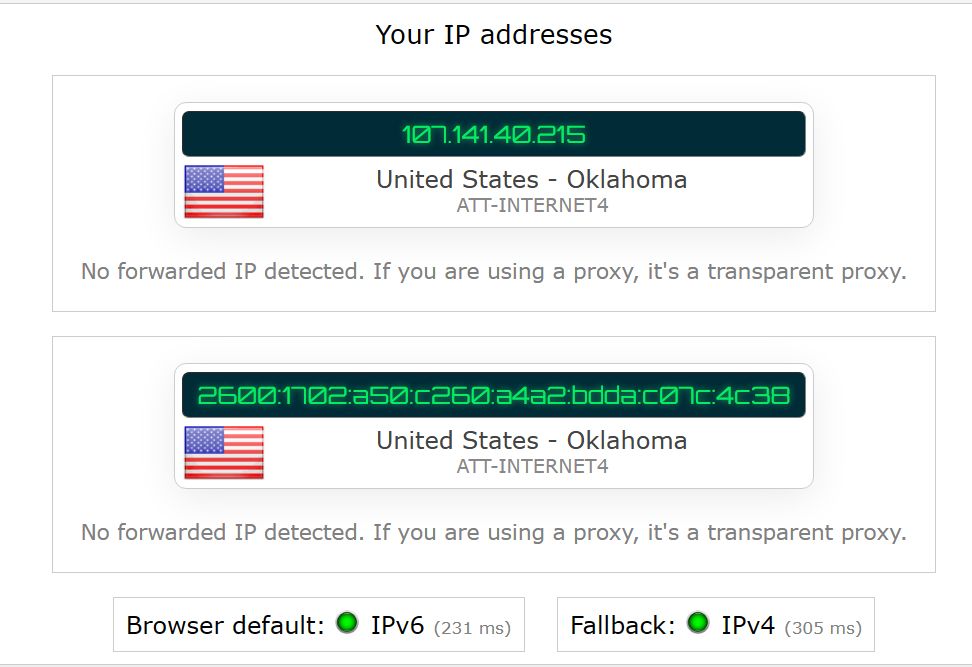 Your IP addresses
107.141.40.215
United States - Oklahoma
ATT-INTERNET4
No forwarded IP detected. If you are using a proxy, it's a transparent proxy.
2600:1702:a50:c260:a4a2:bdda:c07c:4c38
United States - Oklahoma
ATT-INTERNET4
No forwarded IP detected. If you are using a proxy, it's a transparent proxy.
Browser default: IPv6 (231 ms)
Fallback: IPv4 (305 ms)